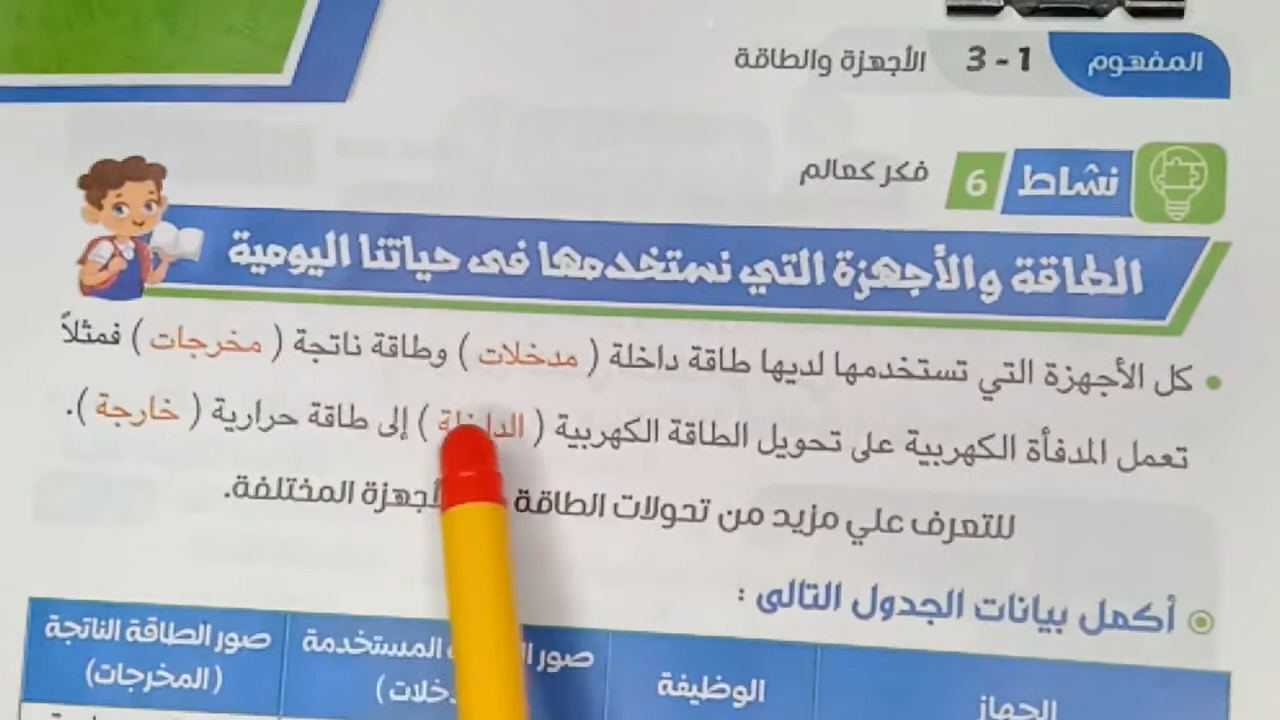 المفهوم 1 - 3 الأجهزة والطاقة
نشاط 6 فكر كعالم
الطاقة والأجهزة التي نستخدمها فى حياتنا اليومية
كل الأجهزة التي تستخدمها لديها طاقة داخلة ( مدخلات ) وطاقة ناتجة ( مخرجات ) فمثلاً
تعمل المدفأة الكهربية على تحويل الطاقة الكهربية ( الداخلة ) إلى طاقة حرارية ( خارجة ).
للتعرف علي مزيد من تحولات الطاقة الأجهزة المختلفة.
أكمل بيانات الجدول التالى :
الجهاز
الوظيفة
صور المستخدمة
صور الطاقة الناتجة
(المخرجات)